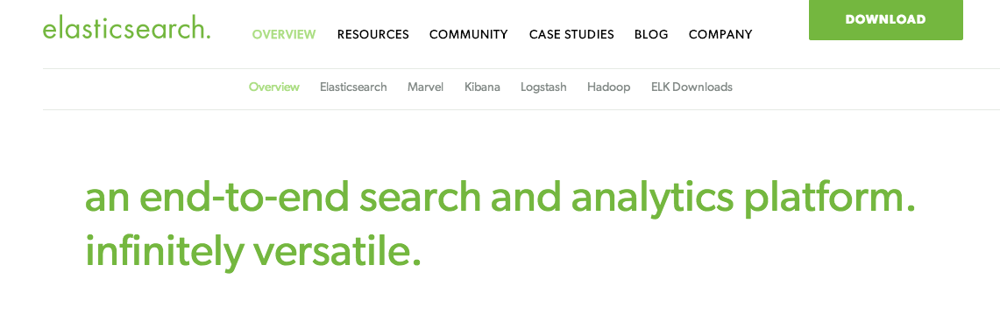 elasticsearch.
OVERVIEW RESOURCES COMMUNITY CASE STUDIES BLOG COMPANY
DOWNLOAD
Overview Elasticsearch Marvel Kibana Logstash Hadoop ELK Downloads
an end-to-end search and analytics platform.
infinitely versatile.